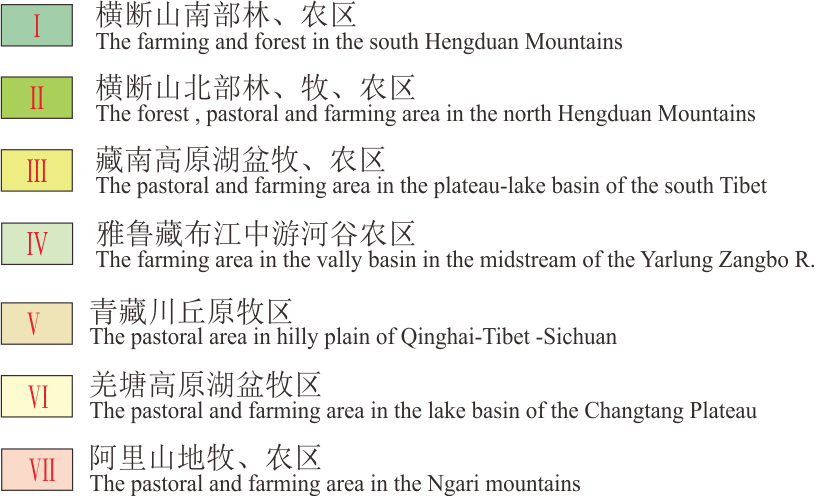 I
横断山南部林、农区
The farming and forest in the south Hengduan Mountains
II
横断山北部林、牧、农区
The forest , pastoral and farming area in the north Hengduan Mountains
III
藏南高原湖盆牧、农区
The pastoral and farming area in the plateau-lake basin of the south Tibet
IV
雅鲁藏布江中游河谷农区
The farming area in the vally basin in the midstream of the Yarlung Zangbo R.
V
青藏川丘原牧区
The pastoral area in hilly plain of Qinghai-Tibet -Sichuan
VI
羌塘高原湖盆牧区
The pastoral and farming area in the lake basin of the Changtang Plateau
VII
阿里山地牧、农区
The pastoral and farming area in the Ngari mountains